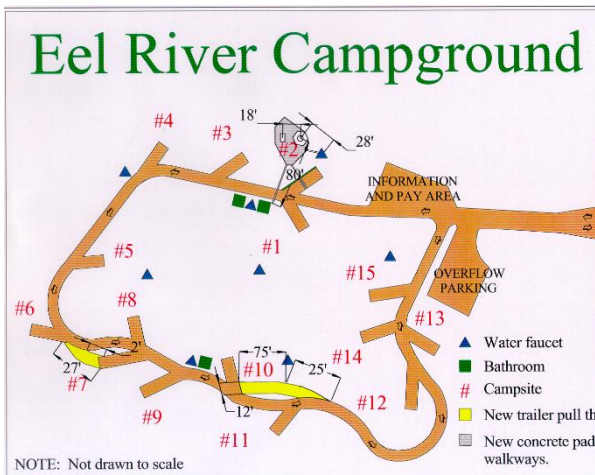 Eel River Campground
#4
#3
18'
#2
28'
80'
INFORMATION
AND PAY AREA
#1
#5
#15
OVERFLOW
PARKING
#6
#8
#13
2'
27'
#7
75'
#10
25'
#14
12'
#9
#11
#12
Water faucet
Bathroom
# Campsite
New trailer pull th
New concrete pad
walkways.
NOTE: Not drawn to scale